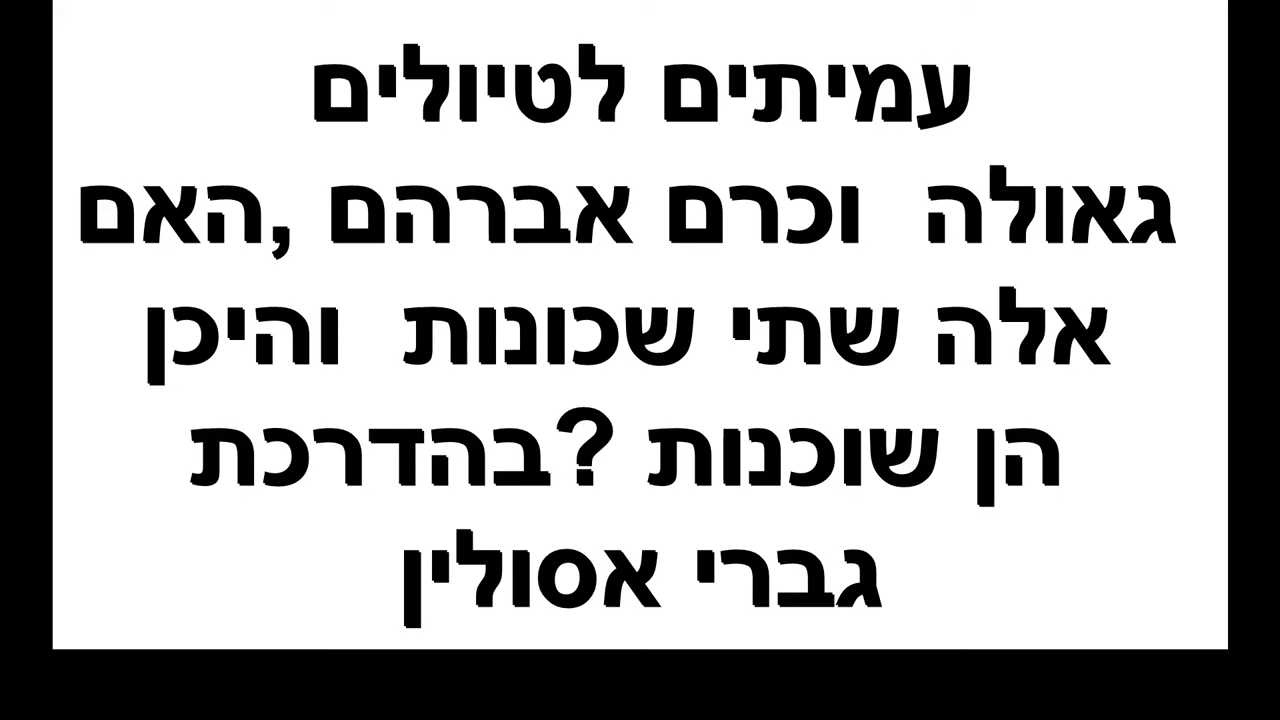 עמיתים לטיולים
גאולה  וכרם אברהם ,האם
אלה שתי שכונות  והיכן
הן שוכנות ?בהדרכת
גברי אסולין